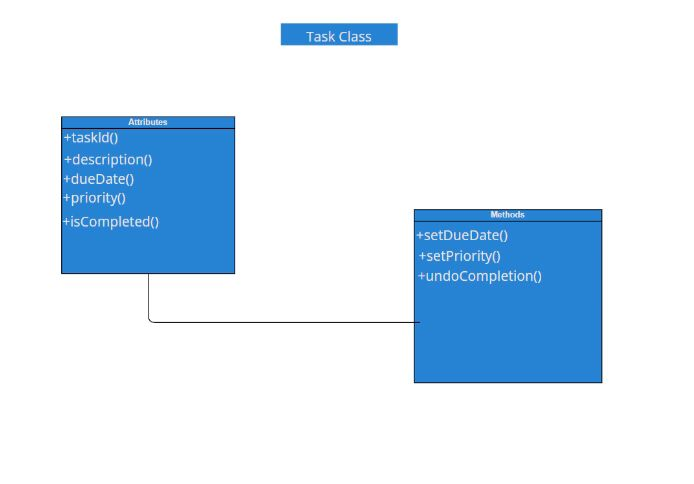 Task Class
Attributes
+taskId()
+description()
+dueDate()
+priority()
+isCompleted()
Methods
+setDueDate()
+setPriority()
+undoCompletion()